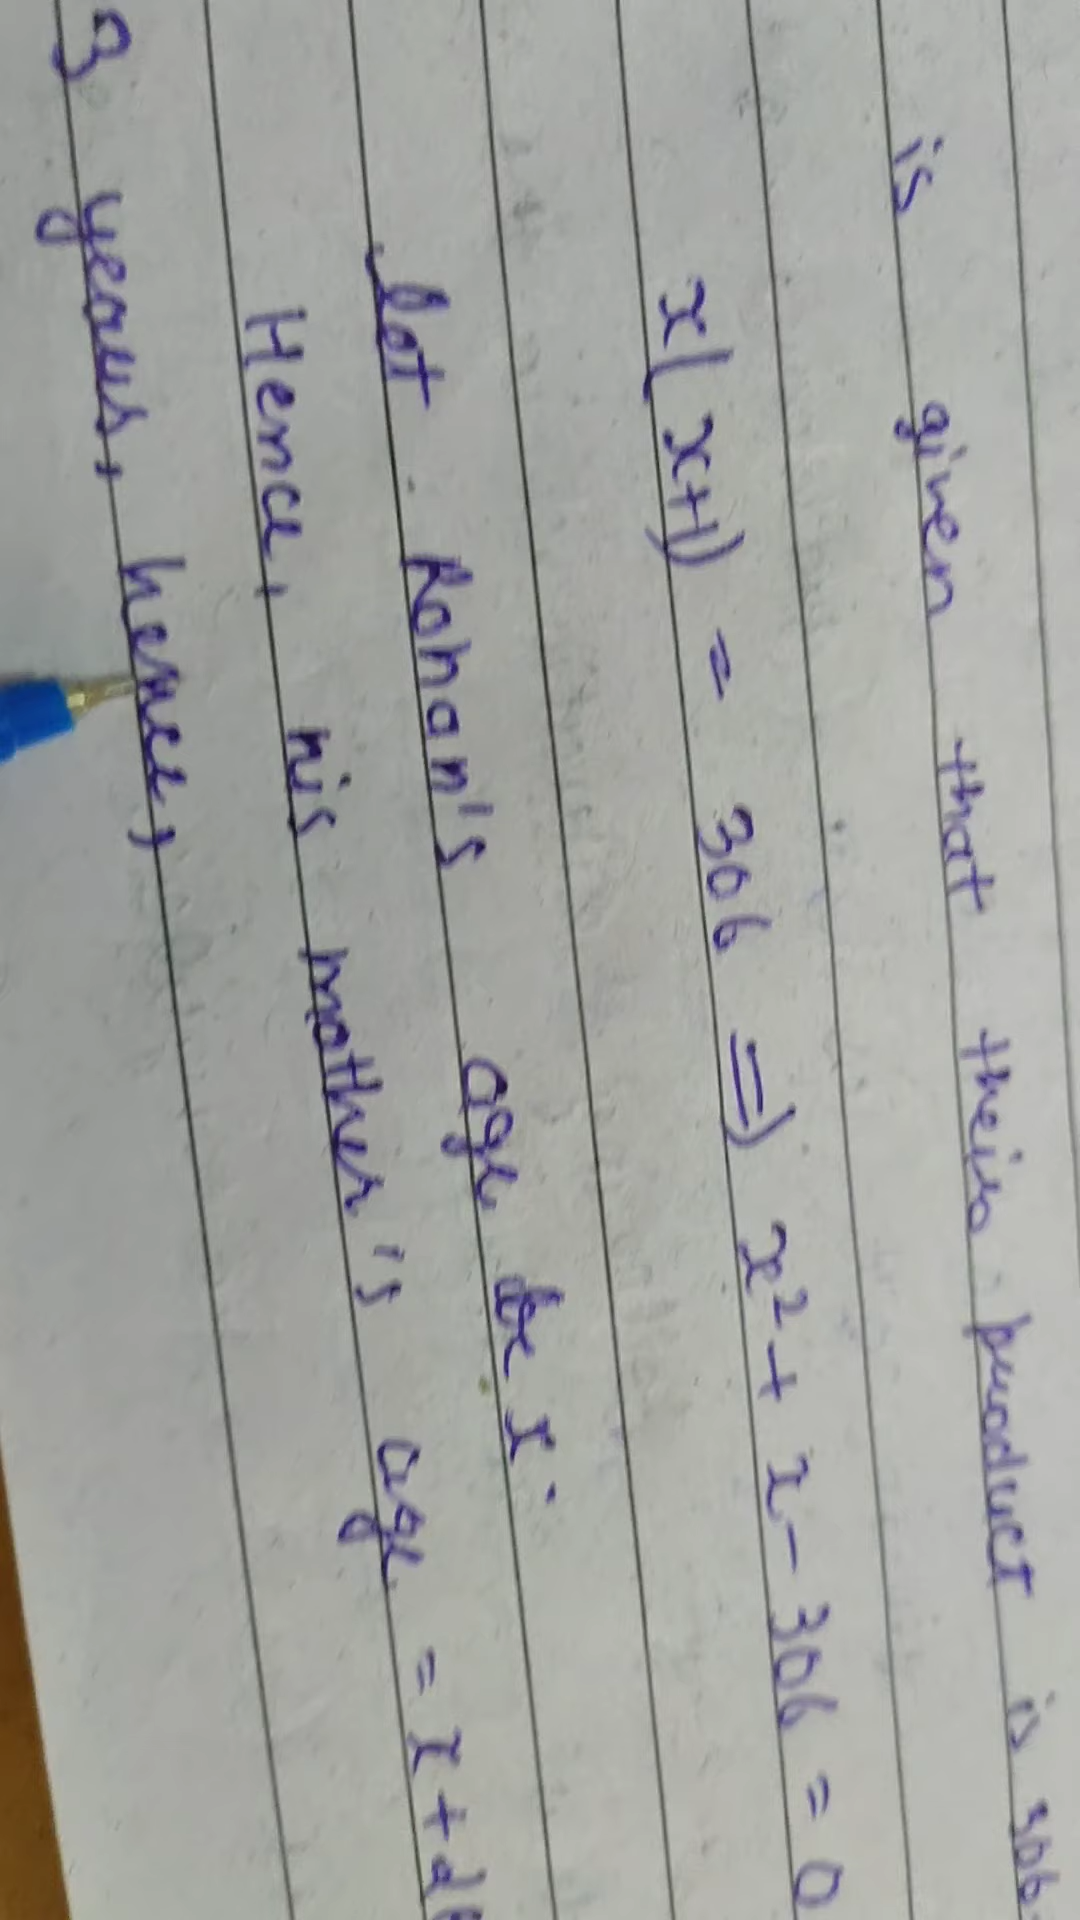 is given that their product is 306.
x(x+1) = 306 => x² + x - 306 = 0
let Rohan's age be x.
Hence, his mother's age = x + 26
3 years, hence,